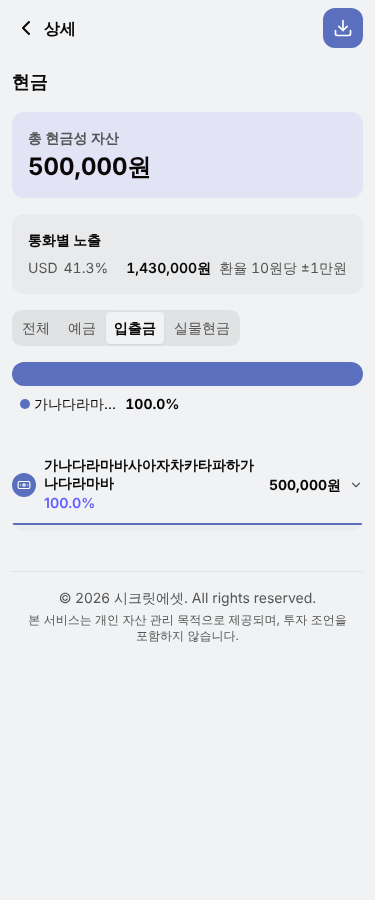 상세
현금
총 현금성 자산
500,000원
통화별 노출
USD 41.3% 1,430,000원 환율 10원당 ±1만원
전체 예금 입출금 실물현금
가나다라마... 100.0%
가나다라마바사아자차카타파하가
나다라마바
100.0%
500,000원
© 2026 시크릿에셋. All rights reserved.
본 서비스는 개인 자산 관리 목적으로 제공되며, 투자 조언을
포함하지 않습니다.